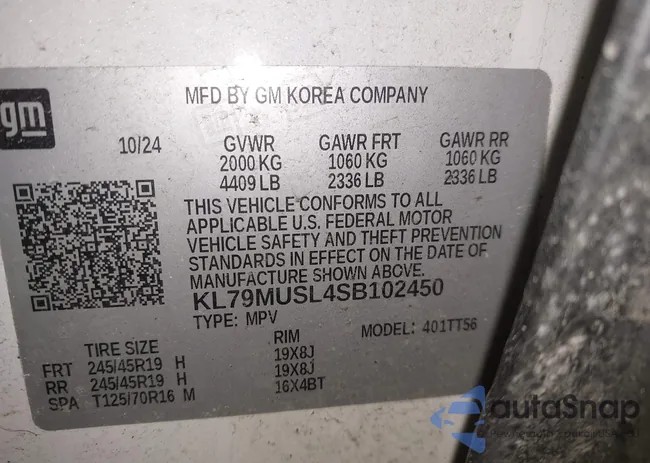 gm
MFD BY GM KOREA COMPANY
10/24 GVWR GAWR FRT GAWR RR
2000 KG 1060 KG 1060 KG
4409 LB 2336 LB 2336 LB
THIS VEHICLE CONFORMS TO ALL
APPLICABLE U.S. FEDERAL MOTOR
VEHICLE SAFETY AND THEFT PREVENTION
STANDARDS IN EFFECT ON THE DATE OF
MANUFACTURE SHOWN ABOVE.
KL79MUSL4SB102450
TYPE: MPV MODEL: 401TT56
TIRE SIZE RIM
FRT 245/45R19 H 19X8J
RR 245/45R19 H 19X8J
SPA T125/70R16 M 16X4BT
autoSnap